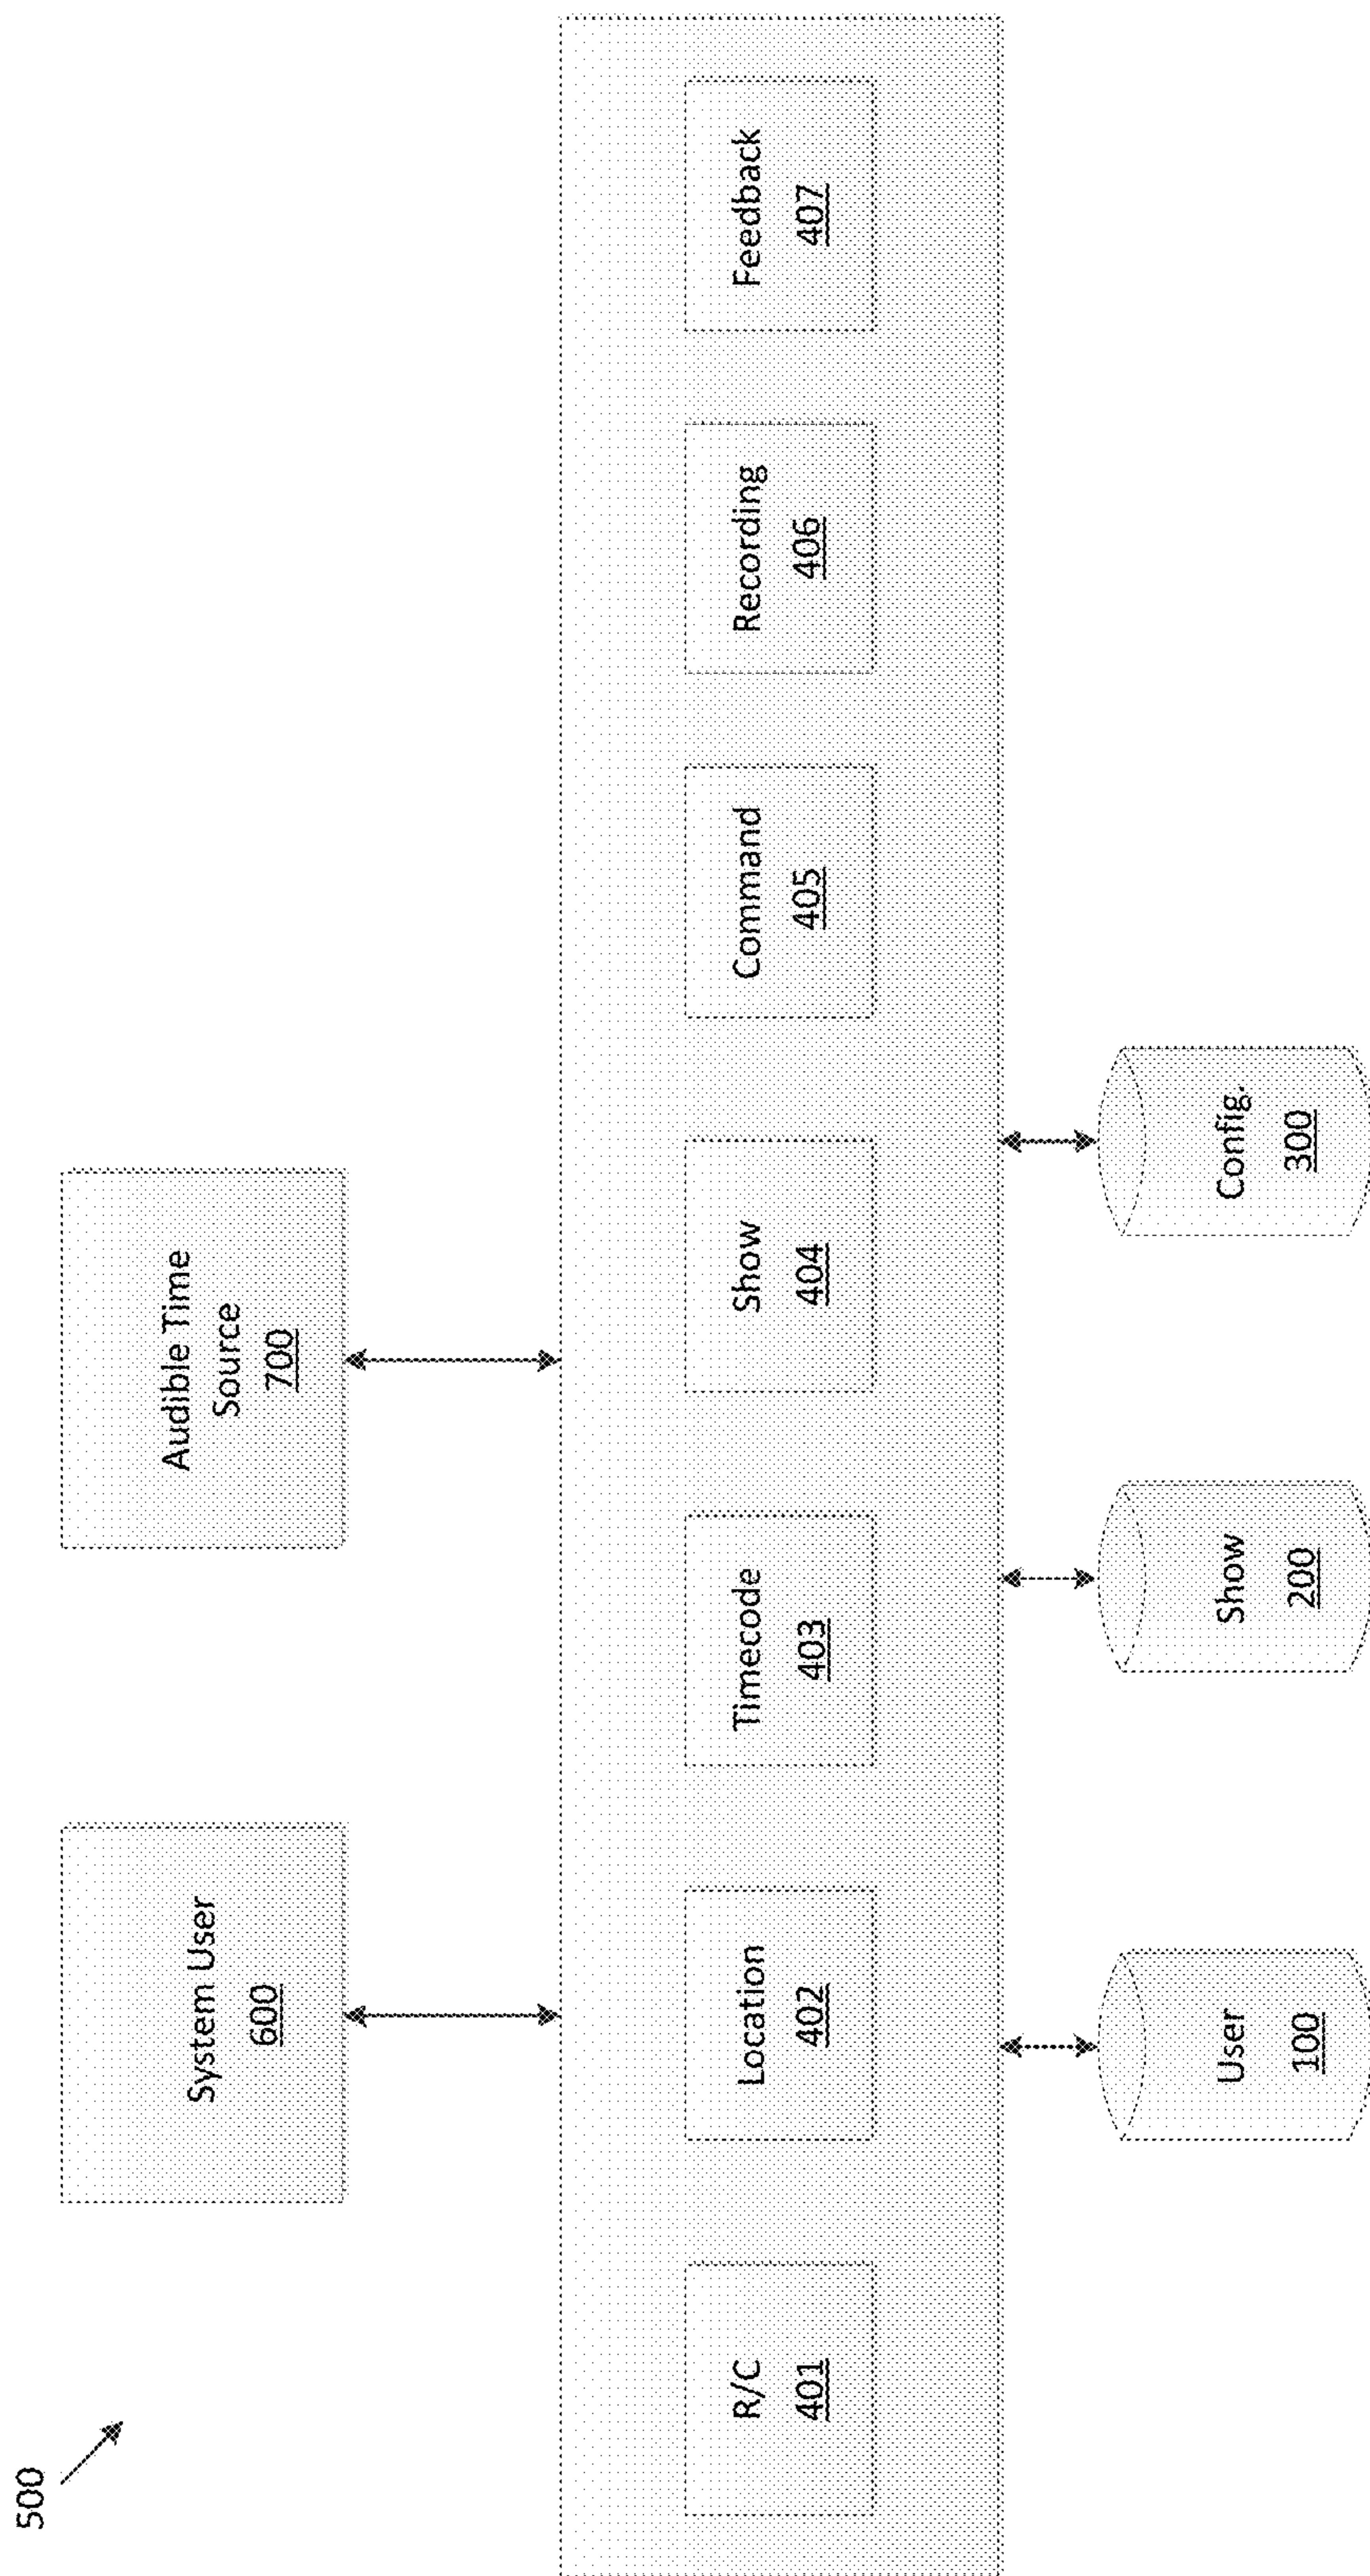 500
System User
600
Audible Time
Source
700
R/C
401
Location
402
Timecode
403
Show
404
Command
405
Recording
406
Feedback
407
User
100
Show
200
Config.
300